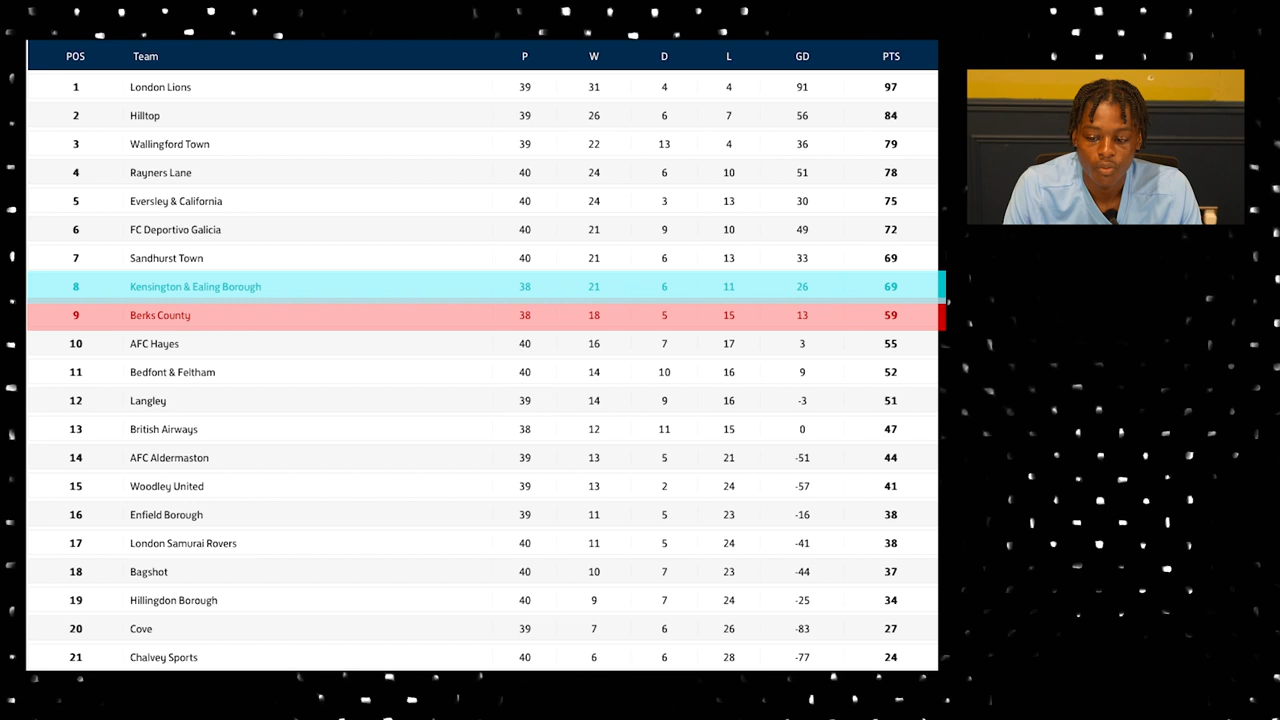 POS Team P W D L GD PTS
1 London Lions 39 31 4 4 91 97
2 Hilltop 39 26 6 7 56 84
3 Wallingford Town 39 22 13 4 36 79
4 Rayners Lane 40 24 6 10 51 78
5 Eversley & California 40 24 3 13 30 75
6 FC Deportivo Galicia 40 21 9 10 49 72
7 Sandhurst Town 40 21 6 13 33 69
8 Kensington & Ealing Borough 38 21 6 11 26 69
9 Berks County 38 18 5 15 13 59
10 AFC Hayes 40 16 7 17 3 55
11 Bedfont & Feltham 40 14 10 16 9 52
12 Langley 39 14 9 16 -3 51
13 British Airways 38 12 11 15 0 47
14 AFC Aldermaston 39 13 5 21 -51 44
15 Woodley United 39 13 2 24 -57 41
16 Enfield Borough 39 11 5 23 -16 38
17 London Samurai Rovers 40 11 5 24 -41 38
18 Bagshot 40 10 7 23 -44 37
19 Hillingdon Borough 40 9 7 24 -25 34
20 Cove 39 7 6 26 -83 27
21 Chalvey Sports 40 6 6 28 -77 24